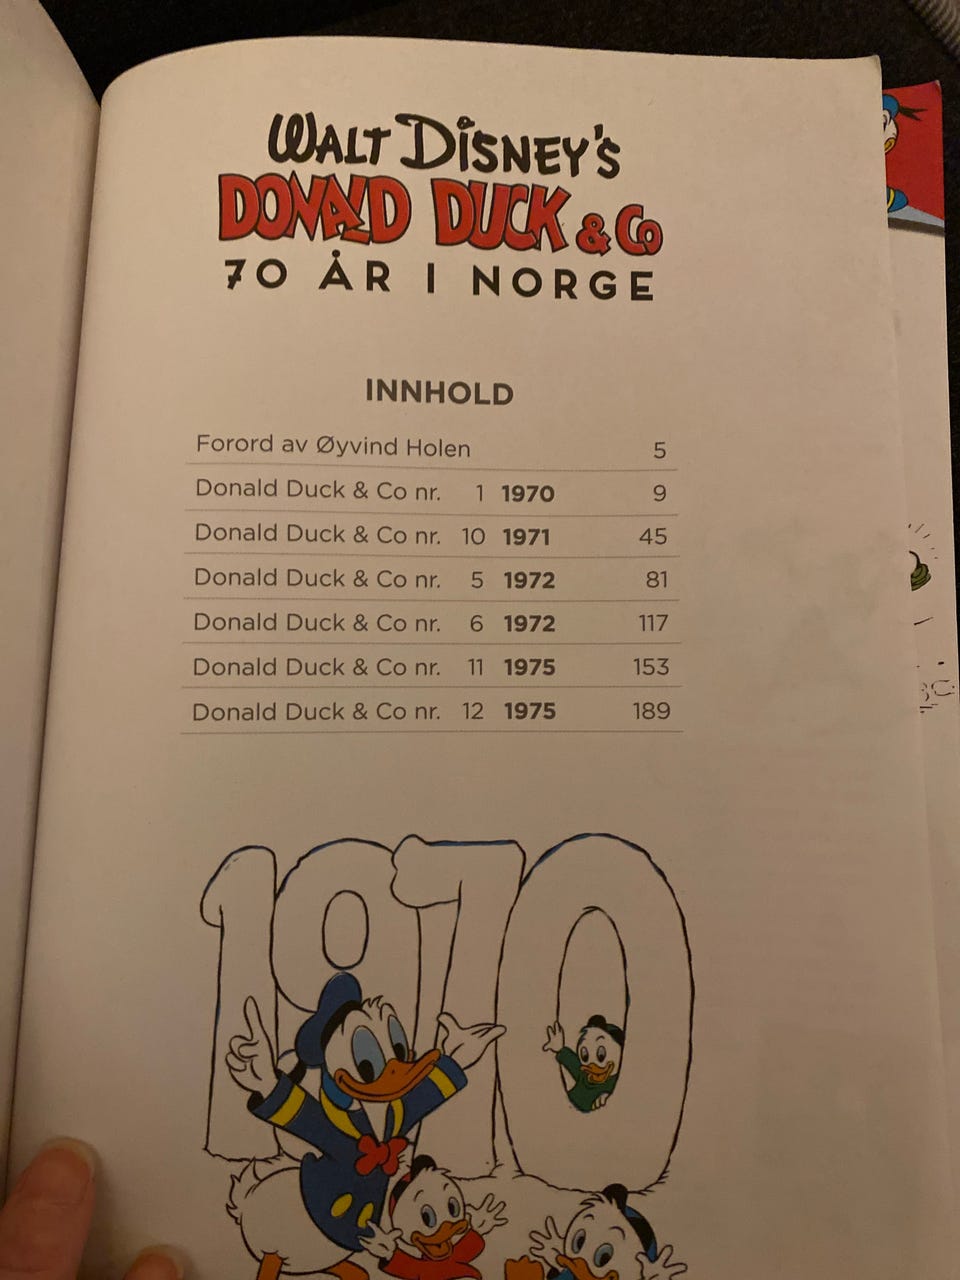 WALT DISNEY'S
DONALD DUCK & Co
70 ÅR I NORGE
INNHOLD
Forord av Øyvind Holen 5
Donald Duck & Co nr. 1 1970 9
Donald Duck & Co nr. 10 1971 45
Donald Duck & Co nr. 5 1972 81
Donald Duck & Co nr. 6 1972 117
Donald Duck & Co nr. 11 1975 153
Donald Duck & Co nr. 12 1975 189
1970